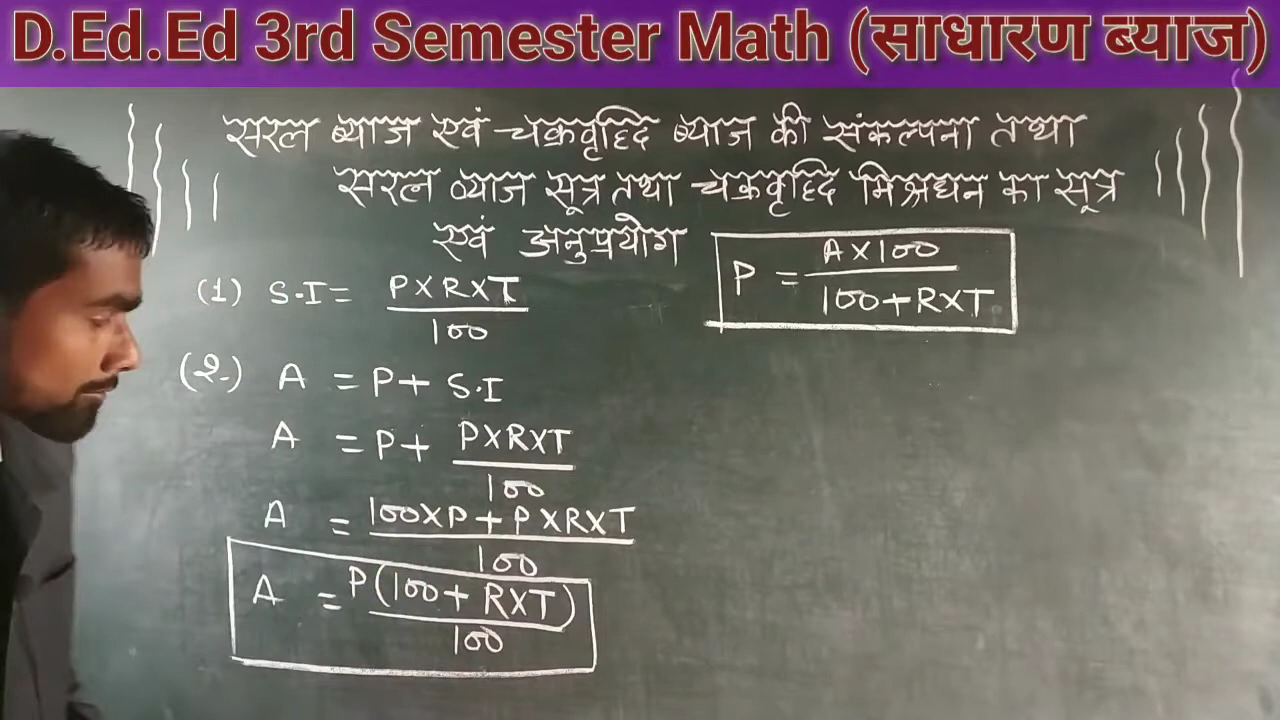 D.Ed.Ed 3rd Semester Math (साधारण ब्याज)
सरल ब्याज एवं चक्रवृद्दि ब्याज की संकल्पना तथा
सरल ब्याज सूत्र तथा चक्रवृद्दि मिश्रधन का सूत्र
एवं अनुप्रयोग
P = A×100 / 100+R×T
(1) S.I = P×R×T / 100
(2.) A = P+ S.I
A = P+ P×R×T / 100
A = 100×P + P×R×T / 100
A = P(100+ R×T) / 100